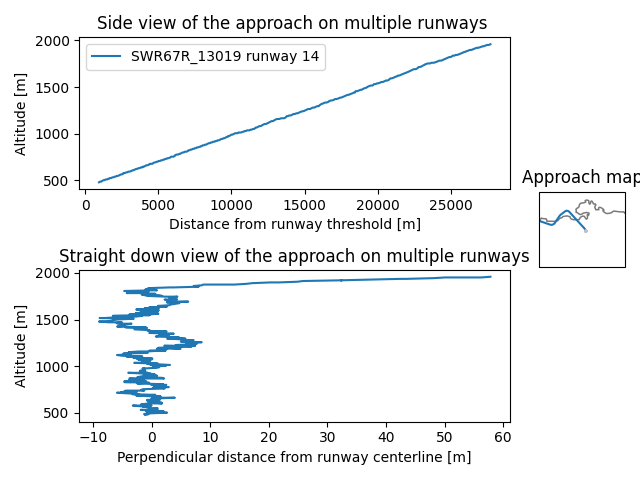 Side view of the approach on multiple runways
2000
1500
1000
500
Altitude [m]
SWR67R_13019 runway 14
0 5000 10000 15000 20000 25000
Distance from runway threshold [m]
Approach map
Straight down view of the approach on multiple runways
2000
1500
1000
500
Altitude [m]
−10 0 10 20 30 40 50 60
Perpendicular distance from runway centerline [m]